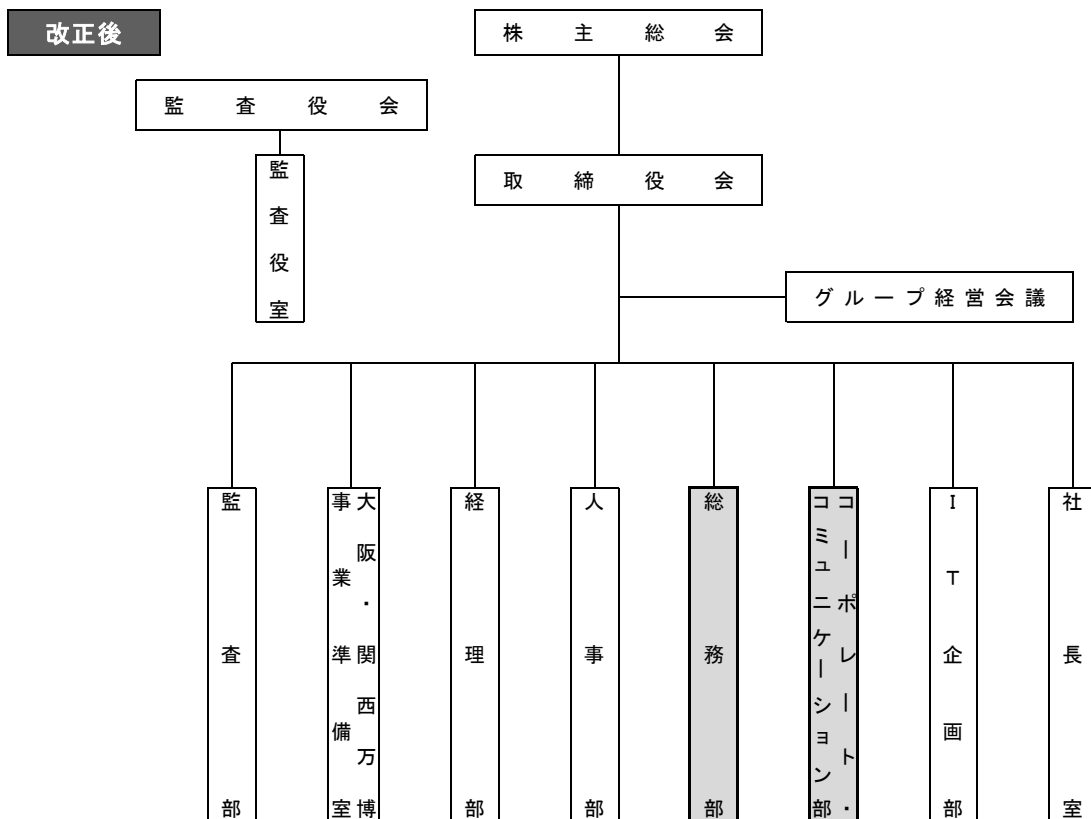 改正後
株主総会
監査役会
監査役室
取締役会
グループ経営会議
監査部
大阪・関西万博
事業準備室
経理部
人事部
総務部
コーポレート・
コミュニケーション部
IT企画部
社長室